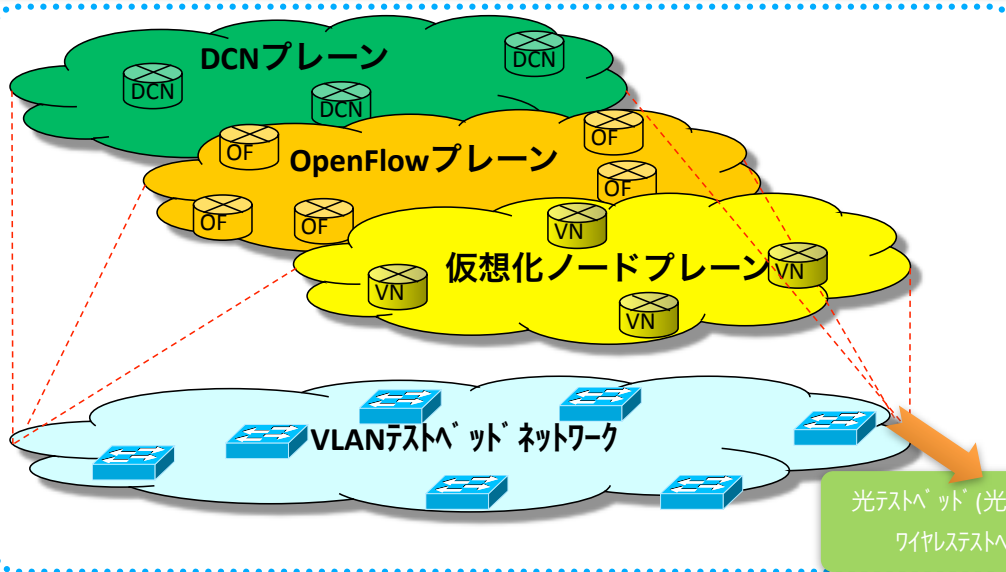 DCNプレーン
DCN
DCN
DCN
OpenFlowプレーン
OF
OF
OF
OF
OF
仮想化ノードプレーン
VN
VN
VN
VN
VLANテストベッドネットワーク
光テストベッド(光
ワイヤレステストベ